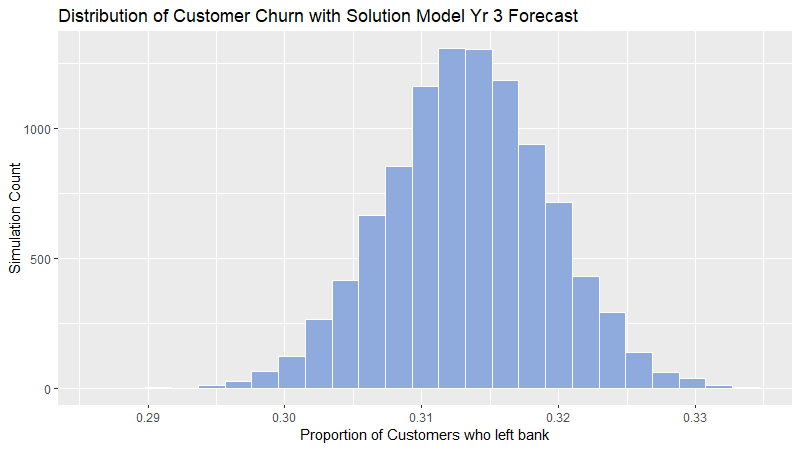 Distribution of Customer Churn with Solution Model Yr 3 Forecast
Simulation Count
1000
500
0
0.29 0.30 0.31 0.32 0.33
Proportion of Customers who left bank